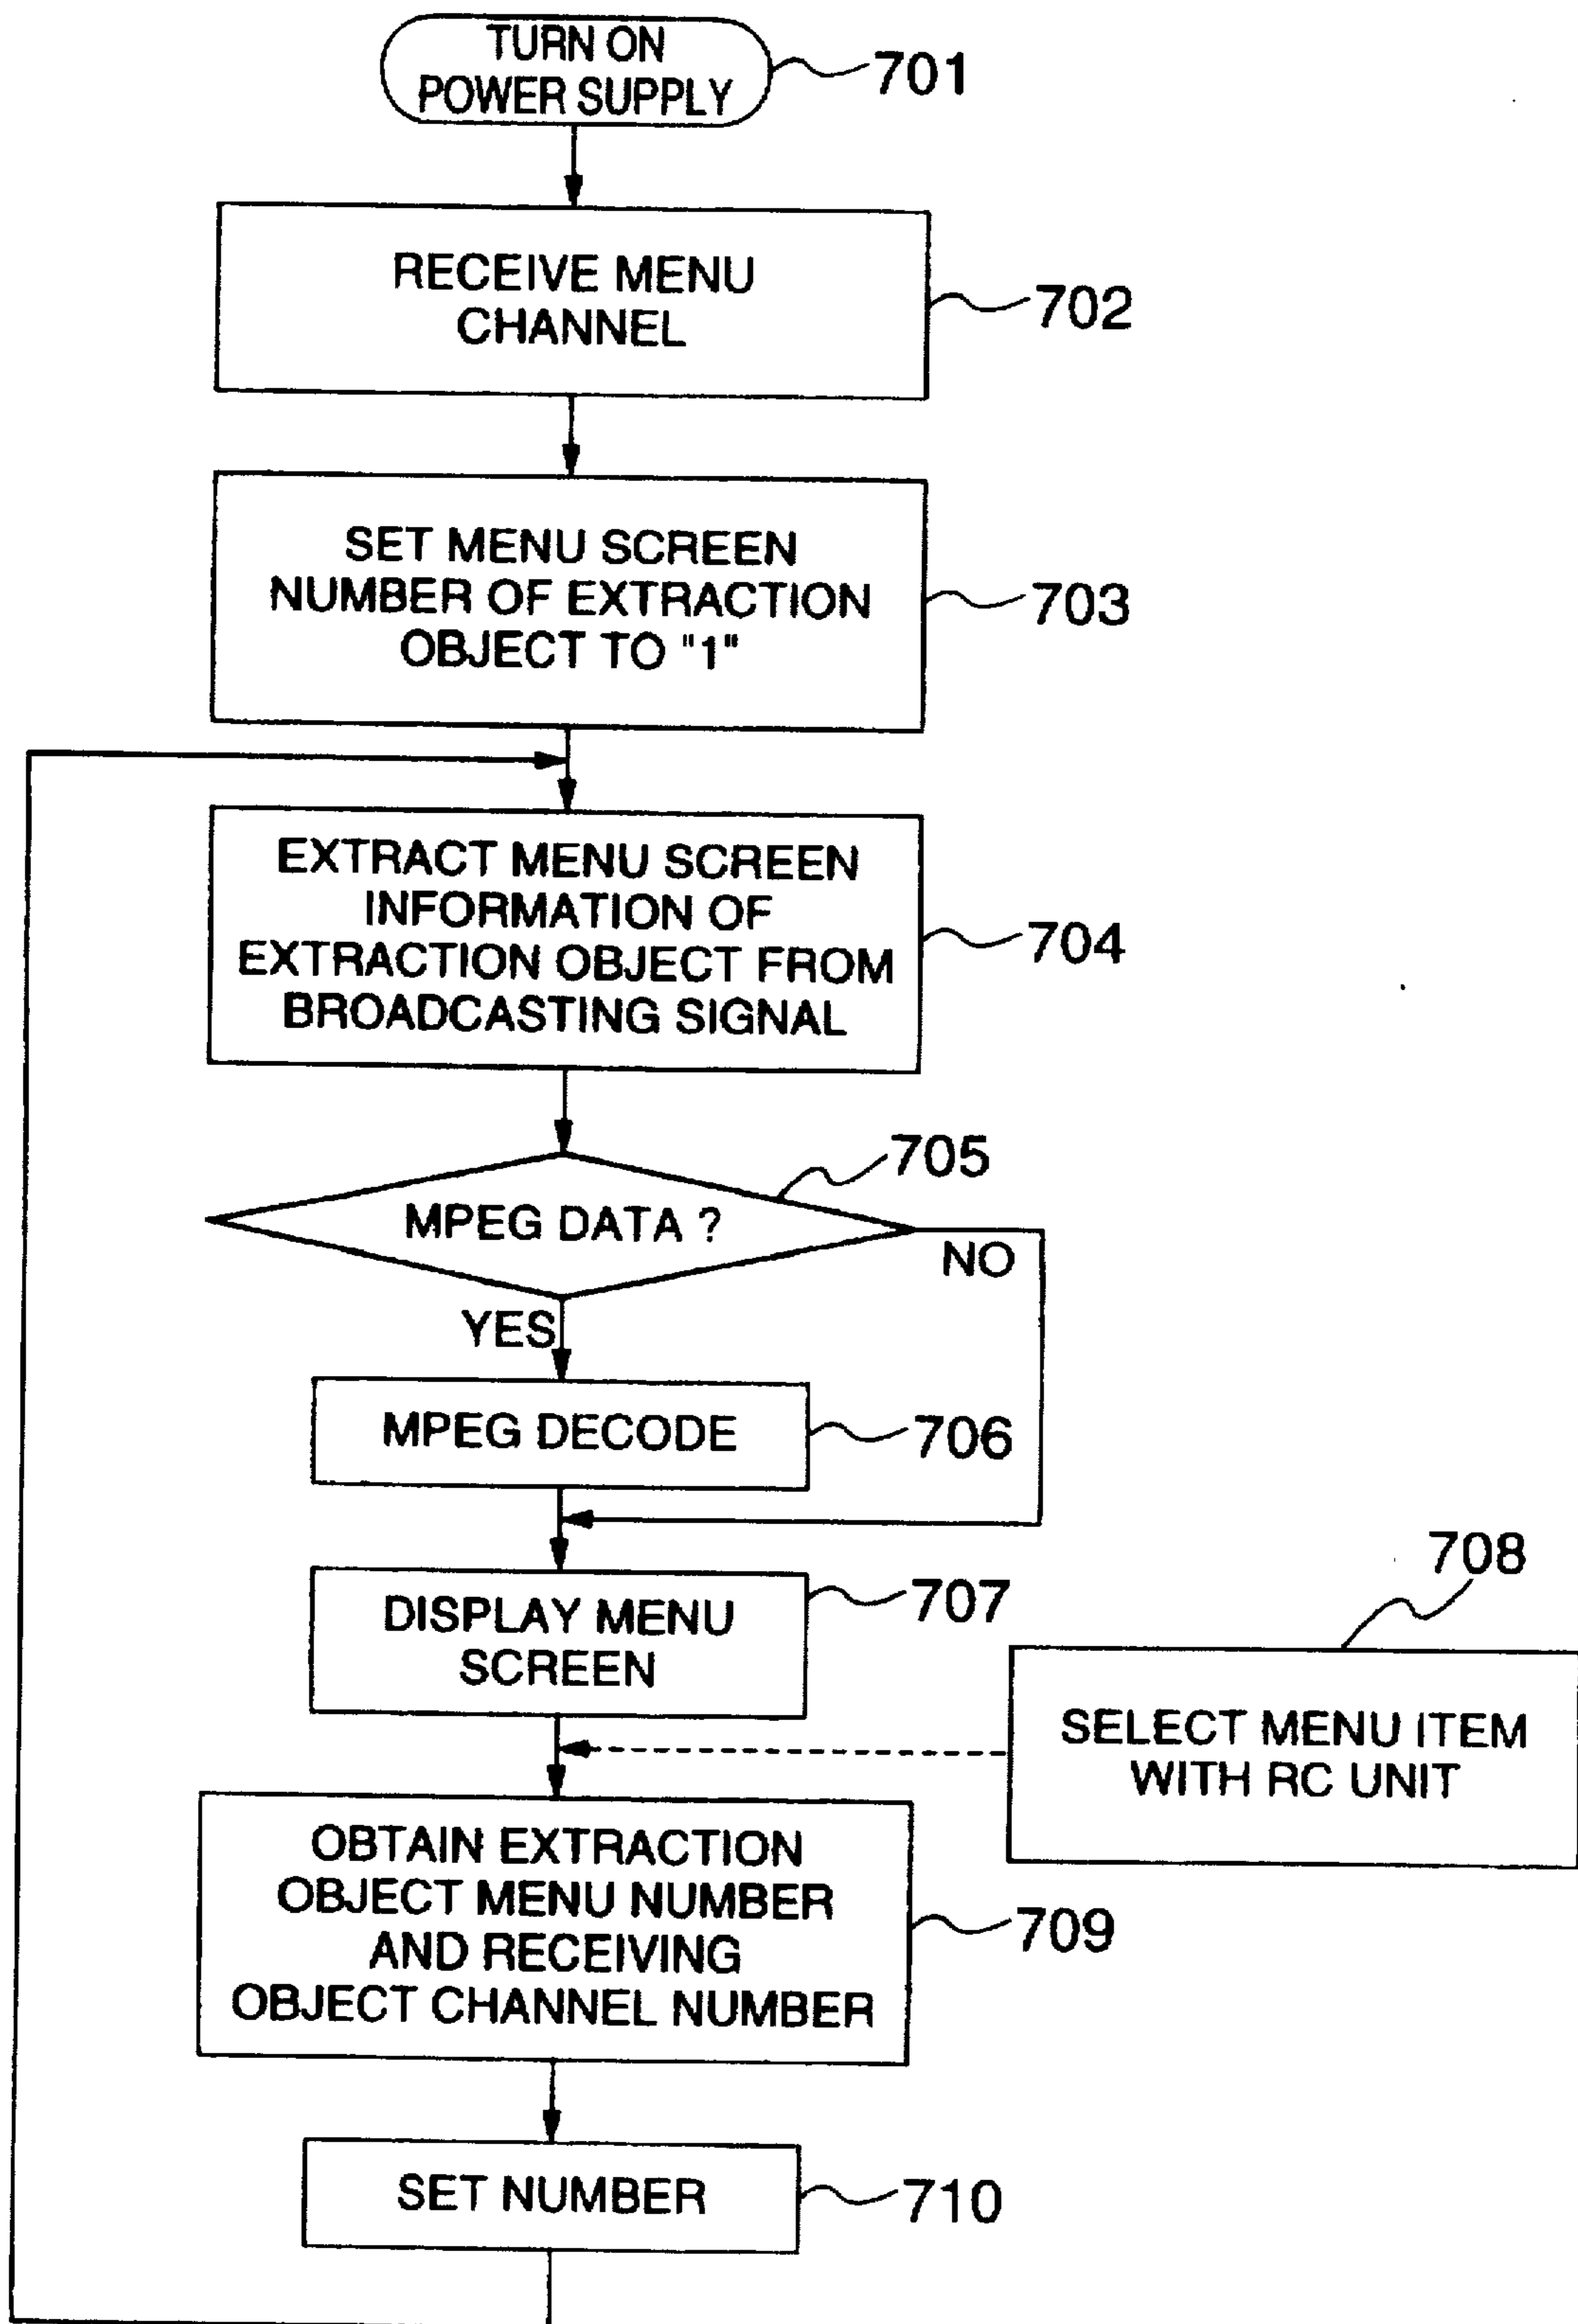 TURN ON
POWER SUPPLY
701
RECEIVE MENU
CHANNEL
702
SET MENU SCREEN
NUMBER OF EXTRACTION
OBJECT TO "1"
703
EXTRACT MENU SCREEN
INFORMATION OF
EXTRACTION OBJECT FROM
BROADCASTING SIGNAL
704
705
MPEG DATA ?
NO
YES
MPEG DECODE
706
DISPLAY MENU
SCREEN
707
708
SELECT MENU ITEM
WITH RC UNIT
OBTAIN EXTRACTION
OBJECT MENU NUMBER
AND RECEIVING
OBJECT CHANNEL NUMBER
709
SET NUMBER
710